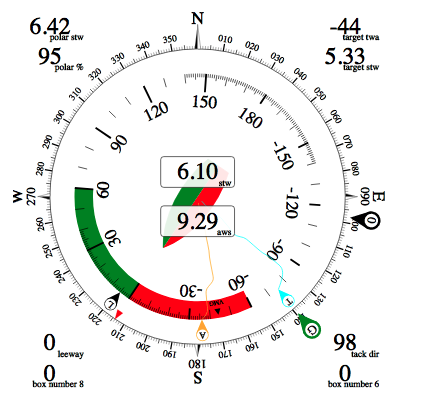 6.42
polar stw
95
polar %
-44
target twa
5.33
target stw
N
010
020
030
040
050
060
070
080
090
E
O
110
120
130
G
150
160
170
180
S
190
200
210
220
230
240
250
260
270
W
280
290
300
310
320
330
340
350
60
90
120
150
180
-150
-120
-90
-60
-30
30
6.10
stw
9.29
aws
VMG
L
A
T
0
leeway
0
box number 8
98
tack dir
0
box number 6